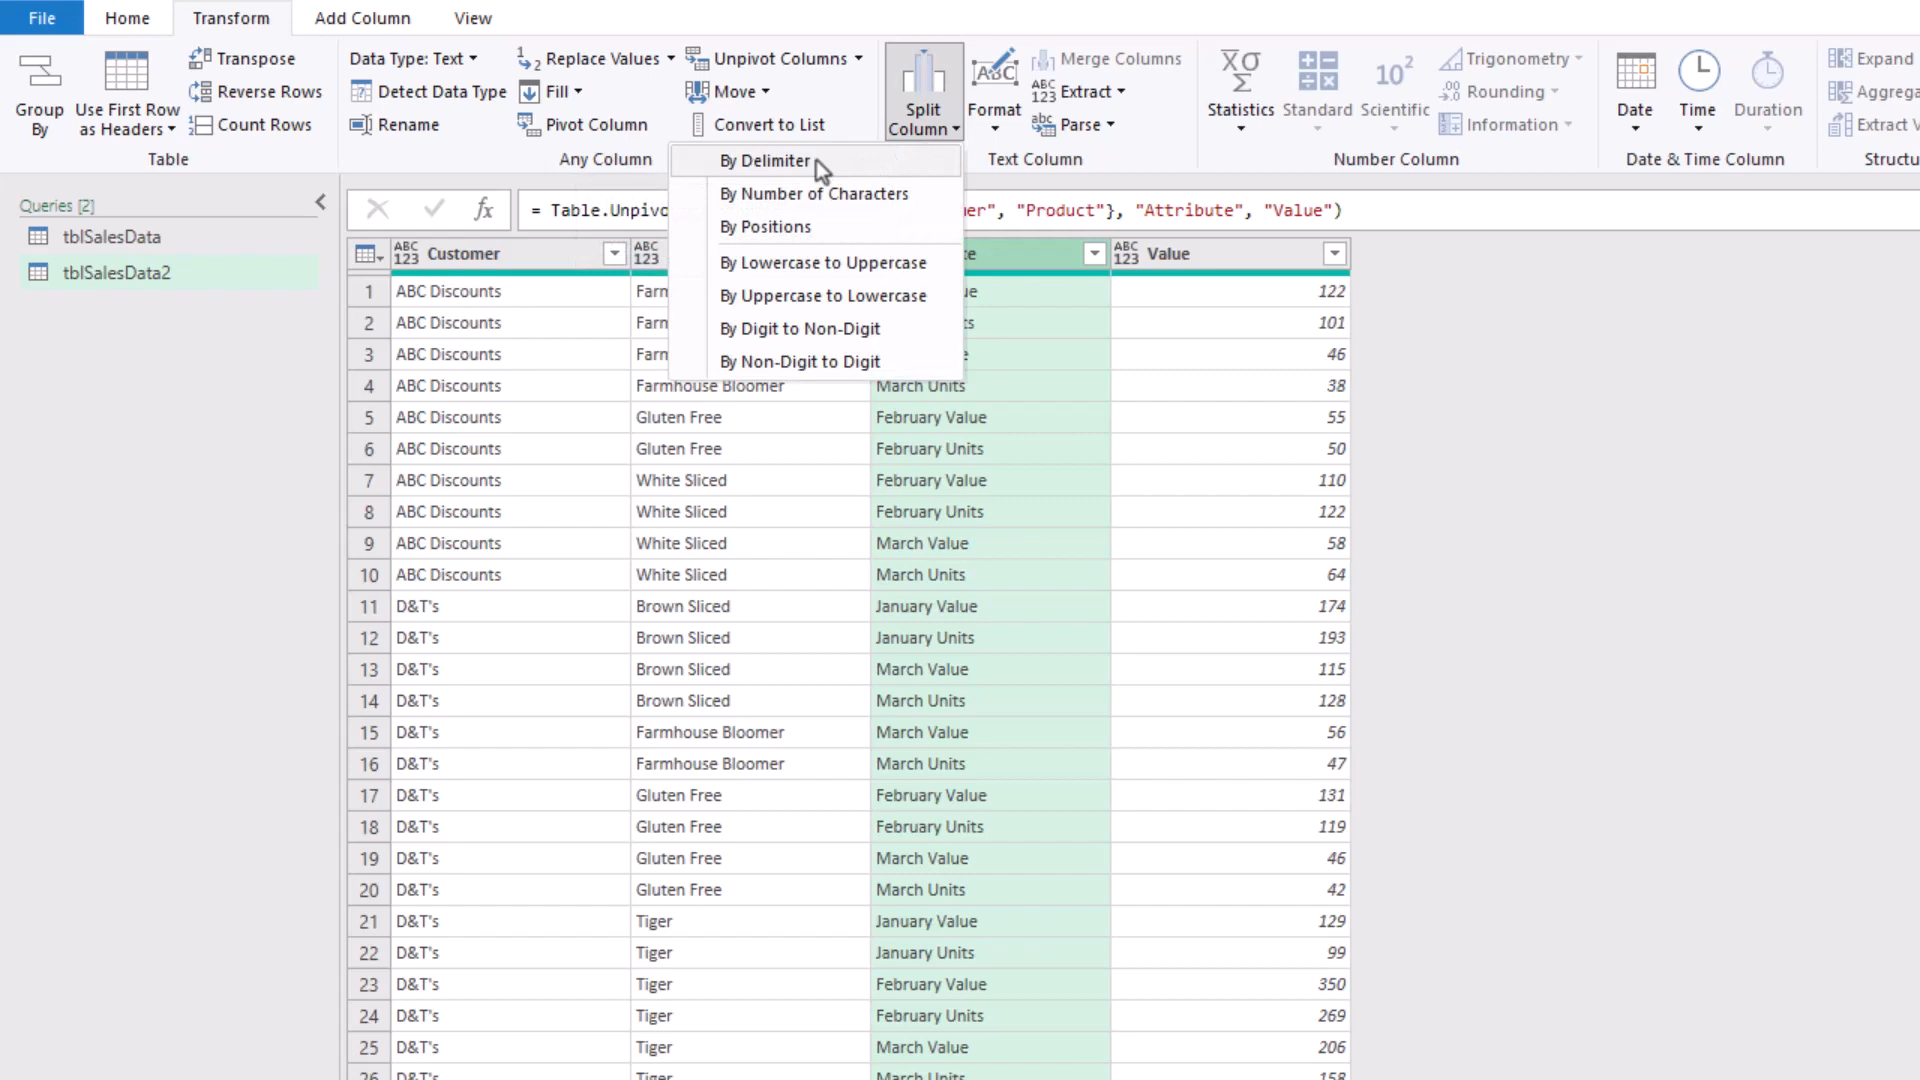 File Home Transform Add Column View
Transpose Data Type: Text Replace Values Unpivot Columns Merge Columns Trigonometry Expand
Group By Use First Row as Headers Reverse Rows Detect Data Type Fill Move Split Column Format Extract Statistics Standard Scientific Rounding Date Time Duration
Count Rows Rename Pivot Column Convert to List Parse Information
Table Any Column Text Column Number Column Date & Time Column
By Delimiter
By Number of Characters
By Positions
By Lowercase to Uppercase
By Uppercase to Lowercase
By Digit to Non-Digit
By Non-Digit to Digit
Queries [2]
tblSalesData
tblSalesData2
"Product"}, "Attribute", "Value")
Customer Value
1 ABC Discounts 122
2 ABC Discounts 101
3 ABC Discounts 46
4 ABC Discounts Farmhouse Bloomer March Units 38
5 ABC Discounts Gluten Free February Value 55
6 ABC Discounts Gluten Free February Units 50
7 ABC Discounts White Sliced February Value 110
8 ABC Discounts White Sliced February Units 122
9 ABC Discounts White Sliced March Value 58
10 ABC Discounts White Sliced March Units 64
11 D&T's Brown Sliced January Value 174
12 D&T's Brown Sliced January Units 193
13 D&T's Brown Sliced March Value 115
14 D&T's Brown Sliced March Units 128
15 D&T's Farmhouse Bloomer March Value 56
16 D&T's Farmhouse Bloomer March Units 47
17 D&T's Gluten Free February Value 131
18 D&T's Gluten Free February Units 119
19 D&T's Gluten Free March Value 46
20 D&T's Gluten Free March Units 42
21 D&T's Tiger January Value 129
22 D&T's Tiger January Units 99
23 D&T's Tiger February Value 350
24 D&T's Tiger February Units 269
25 D&T's Tiger March Value 206
26 D&T's Tiger March Units 158